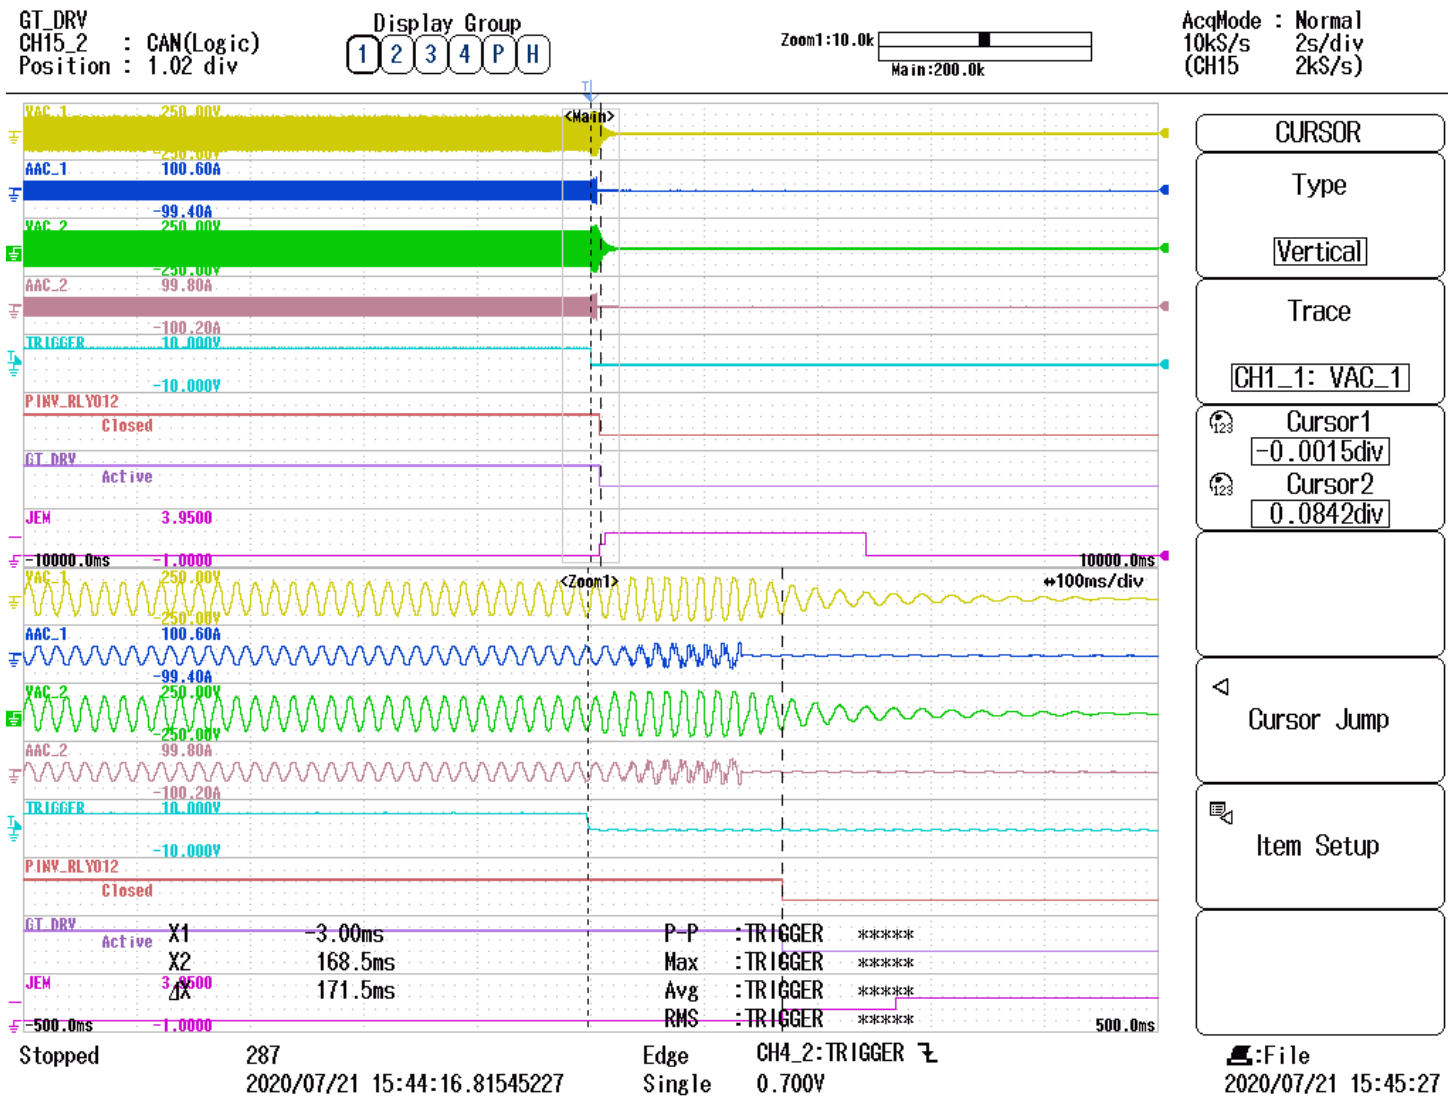 GT_DRV
CH15_2 : CAN(Logic)
Position : 1.02 div
Display Group
1 2 3 4 P H
Zoom1:10.0k
Main:200.0k
AcqMode : Normal
10kS/s 2s/div
(CH15 2kS/s)
T
<Main>
VAC_1 250.00V
-250.00V
AAC_1 100.60A
-99.40A
VAC_2 250.00V
-250.00V
AAC_2 99.80A
-100.20A
TRIGGER 10.000V
-10.000V
PINV_RLY012
Closed
GT_DRV
Active
JEM 3.9500
-10000.0ms -1.0000 10000.0ms
<Zoom1> 100ms/div
VAC_1 250.00V
-250.00V
AAC_1 100.60A
-99.40A
VAC_2 250.00V
-250.00V
AAC_2 99.80A
-100.20A
TRIGGER 10.000V
-10.000V
PINV_RLY012
Closed
GT_DRV
Active
X1 -3.00ms P-P :TRIGGER *****
X2 168.5ms Max :TRIGGER *****
JEM 3.9500
ΔX 171.5ms Avg :TRIGGER *****
RMS :TRIGGER *****
-500.0ms -1.0000 500.0ms
Stopped 287 Edge CH4_2:TRIGGER
2020/07/21 15:44:16.81545227 Single 0.700V
CURSOR
Type
Vertical
Trace
CH1_1: VAC_1
Cursor1
-0.0015div
Cursor2
0.0842div
Cursor Jump
Item Setup
:File
2020/07/21 15:45:27